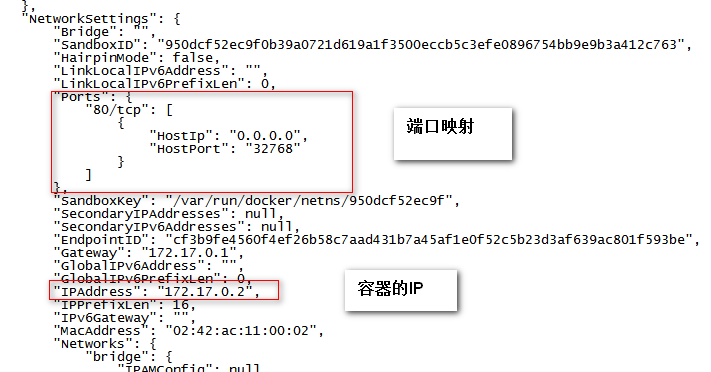 },
"NetworkSettings": {
"Bridge": "",
"SandboxID": "950dcf52ec9f0b39a0721d619a1f3500eccb5c3efe0896754bb9e9b3a412c763",
"HairpinMode": false,
"LinkLocalIPv6Address": "",
"LinkLocalIPv6PrefixLen": 0,
"Ports": {
"80/tcp": [
{
"HostIp": "0.0.0.0",
"HostPort": "32768"
}
]
},
端口映射
"SandboxKey": "/var/run/docker/netns/950dcf52ec9f",
"SecondaryIPAddresses": null,
"SecondaryIPv6Addresses": null,
"EndpointID": "cf3b9fe4560f4ef26b58c7aad431b7a45af1e0f52c5b23d3af639ac801f593be",
"Gateway": "172.17.0.1",
"GlobalIPv6Address": "",
"GlobalIPv6PrefixLen": 0,
"IPAddress": "172.17.0.2",
容器的IP
"IPPrefixLen": 16,
"IPv6Gateway": "",
"MacAddress": "02:42:ac:11:00:02",
"Networks": {
"bridge": {
"IPAMConfig": null,